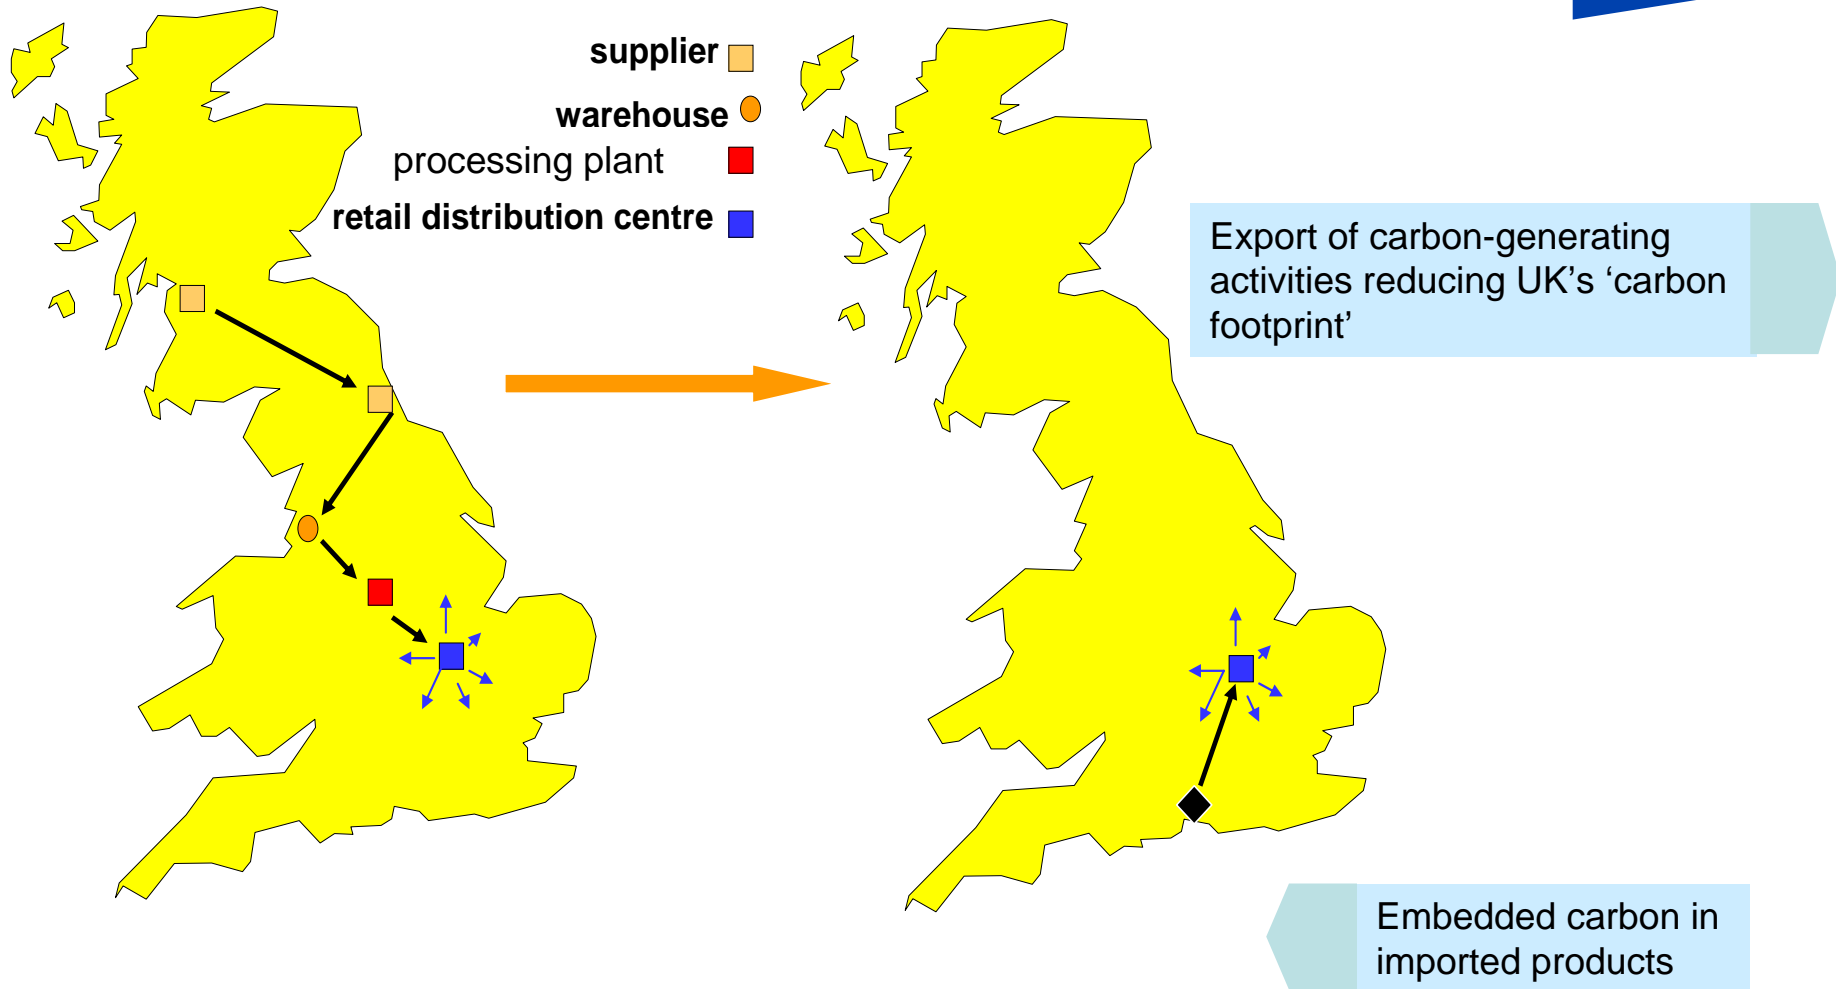 supplier
warehouse
processing plant
retail distribution centre
Export of carbon-generating
activities reducing UK’s ‘carbon
footprint’
Embedded carbon in
imported products